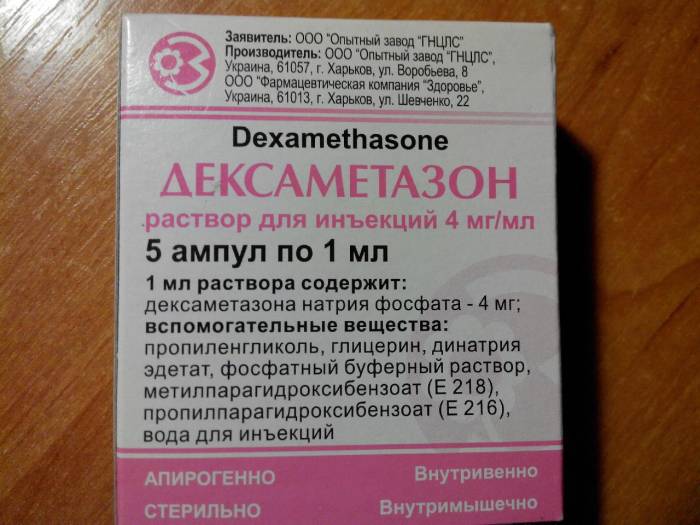 Заявитель: ООО "Опытный завод "ГНЦЛС"
Производитель: ООО "Опытный завод "ГНЦЛС",
Украина, 61057, г. Харьков, ул. Воробьева, 8
ООО "Фармацевтическая компания "Здоровье",
Украина, 61013, г. Харьков, ул. Шевченко, 22
Dexamethasone
ДЕКСАМЕТАЗОН
раствор для инъекций 4 мг/мл
5 ампул по 1 мл
1 мл раствора содержит:
дексаметазона натрия фосфата - 4 мг;
вспомогательные вещества:
пропиленгликоль, глицерин, динатрия
эдетат, фосфатный буферный раствор,
метилпарагидроксибензоат (Е 218),
пропилпарагидроксибензоат (Е 216),
вода для инъекций
АПИРОГЕННО Внутривенно
СТЕРИЛЬНО Внутримышечно